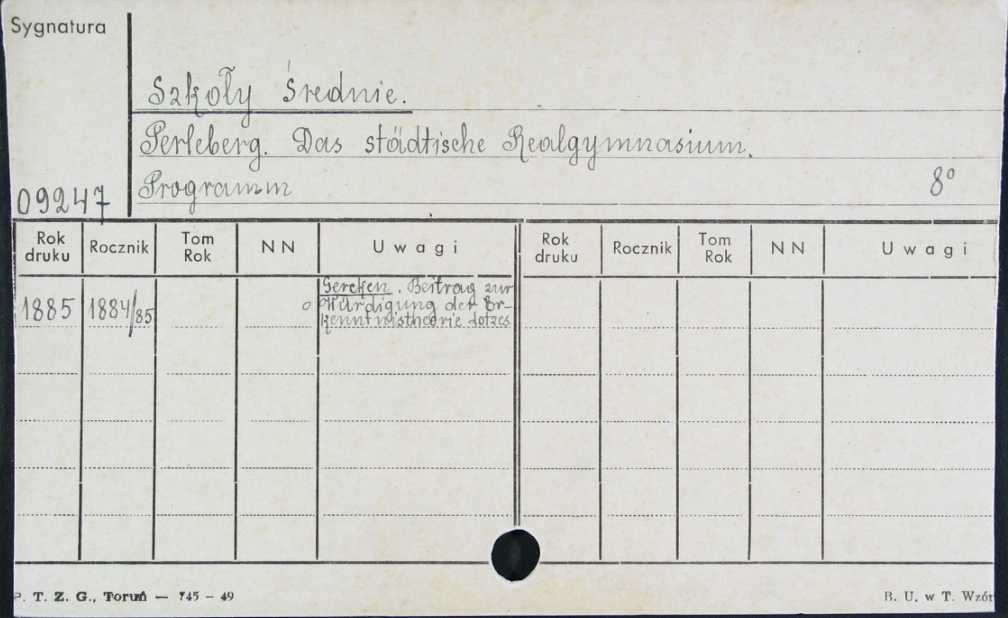 Sygnatura
Szkoły średnie.
Perleberg. Das städtische Realgymnasium.
Programm 8°
09247
Rok druku Rocznik Tom Rok NN Uwagi Rok druku Rocznik Tom Rok NN Uwagi
1885 1884/85 o Gereken. Beitrag zur
Würdigung der Er-
kenntnistheorie Lotzes
P. T. Z. G., Toruń — 745 – 49 B. U. w T. Wzór